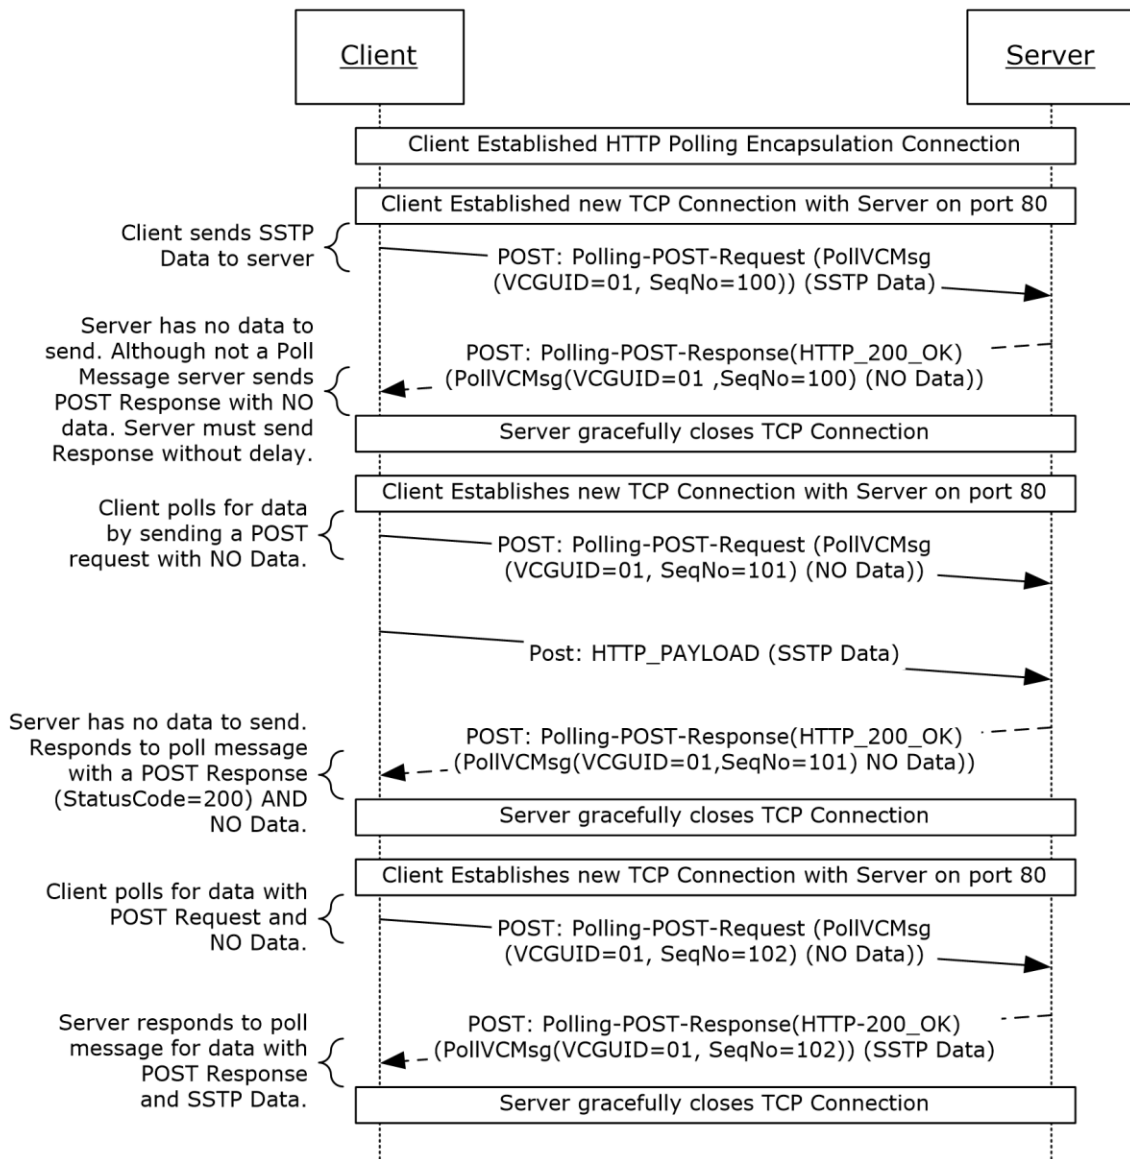 Client
Server
Client Established HTTP Polling Encapsulation Connection
Client Established new TCP Connection with Server on port 80
Client sends SSTP
Data to server
POST: Polling-POST-Request (PollVCMsg
(VCGUID=01, SeqNo=100)) (SSTP Data)
Server has no data to
send. Although not a Poll
Message server sends
POST Response with NO
data. Server must send
Response without delay.
POST: Polling-POST-Response(HTTP_200_OK)
(PollVCMsg(VCGUID=01 ,SeqNo=100) (NO Data))
Server gracefully closes TCP Connection
Client Establishes new TCP Connection with Server on port 80
Client polls for data
by sending a POST
request with NO Data.
POST: Polling-POST-Request (PollVCMsg
(VCGUID=01, SeqNo=101) (NO Data))
Post: HTTP_PAYLOAD (SSTP Data)
Server has no data to send.
Responds to poll message
with a POST Response
(StatusCode=200) AND
NO Data.
POST: Polling-POST-Response(HTTP_200_OK)
(PollVCMsg(VCGUID=01,SeqNo=101) NO Data))
Server gracefully closes TCP Connection
Client Establishes new TCP Connection with Server on port 80
Client polls for data with
POST Request and
NO Data.
POST: Polling-POST-Request (PollVCMsg
(VCGUID=01, SeqNo=102) (NO Data))
Server responds to poll
message for data with
POST Response
and SSTP Data.
POST: Polling-POST-Response(HTTP-200_OK)
(PollVCMsg(VCGUID=01, SeqNo=102)) (SSTP Data)
Server gracefully closes TCP Connection